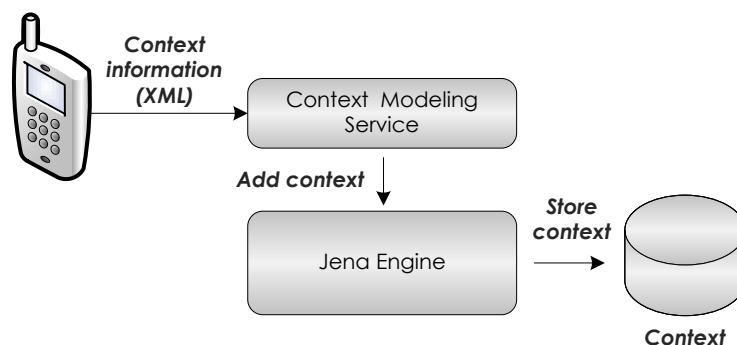 Context
information
(XML)
Context Modeling
Service
Add context
Jena Engine
Store
context
Context